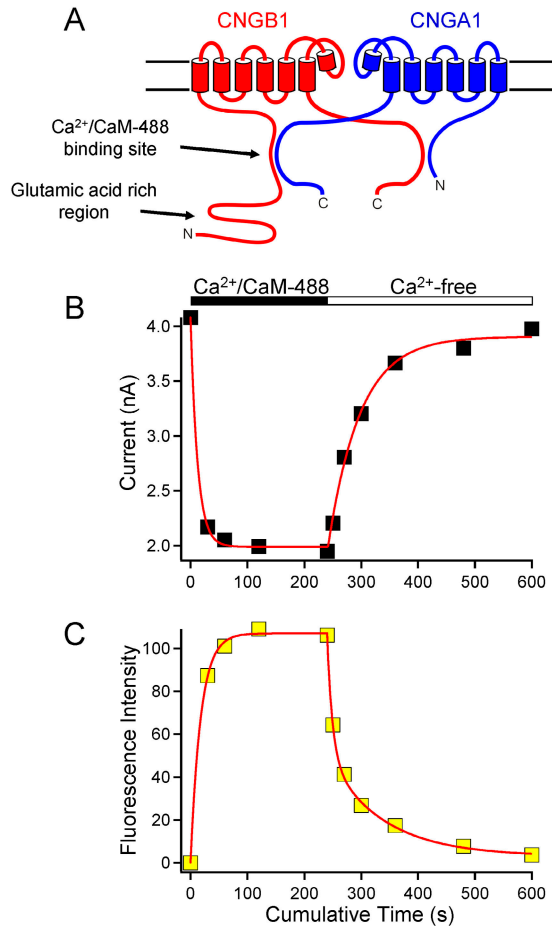 A
CNGB1
CNGA1
Ca²⁺/CaM-488
binding site
Glutamic acid rich
region
N
C
C
N
Ca²⁺/CaM-488
Ca²⁺-free
B
4.0
3.5
3.0
2.5
2.0
Current (nA)
0
100
200
300
400
500
600
C
100
80
60
40
20
0
Fluorescence Intensity
0
100
200
300
400
500
600
Cumulative Time (s)